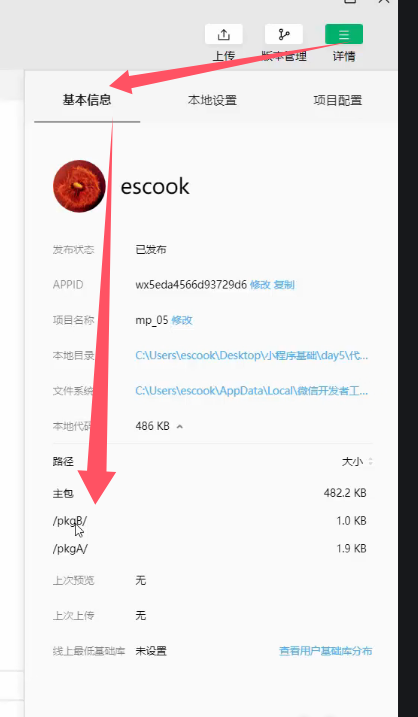 上传 版本管理 详情
基本信息 本地设置 项目配置
escook
发布状态 已发布
APPID wx5eda4566d93729d6 修改 复制
项目名称 mp_05 修改
本地目录 C:\Users\escook\Desktop\小程序基础\day5\代...
文件系统 C:\Users\escook\AppData\Local\微信开发者工...
本地代码 486 KB
路径 大小
主包 482.2 KB
/pkgB/ 1.0 KB
/pkgA/ 1.9 KB
上次预览 无
上次上传 无
线上最低基础库 未设置 查看用户基础库分布